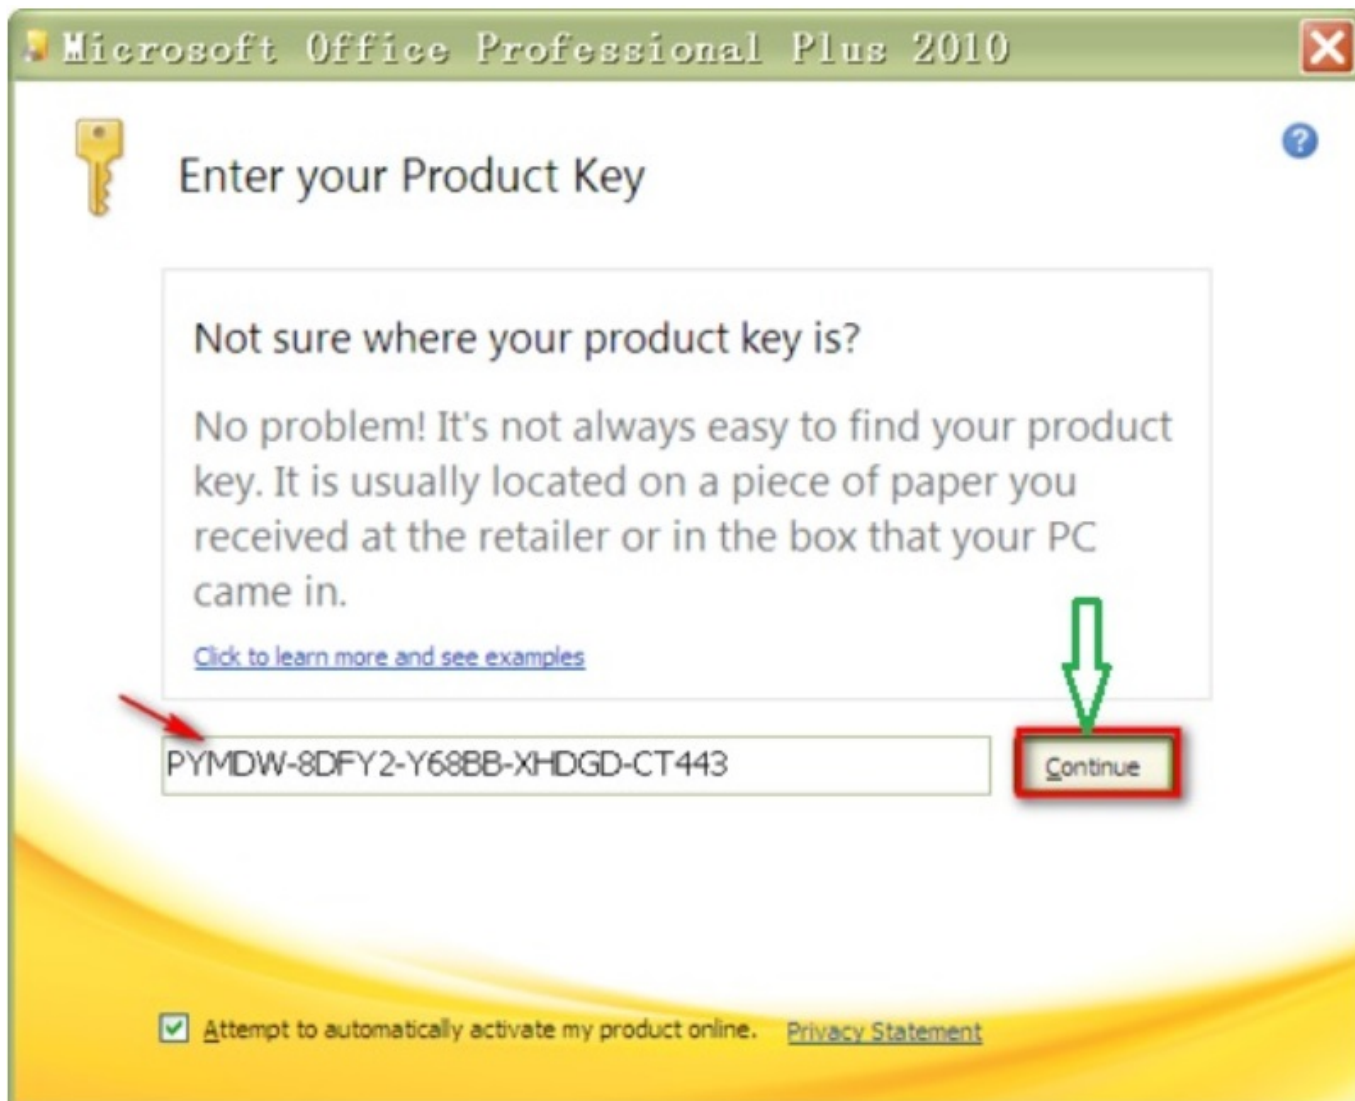 Microsoft Office Professional Plus 2010
Enter your Product Key
Not sure where your product key is?
No problem! It's not always easy to find your product
key. It is usually located on a piece of paper you
received at the retailer or in the box that your PC
came in.
Click to learn more and see examples
PYMDW-8DFY2-Y68BB-XHDGD-CT443
Continue
Attempt to automatically activate my product online. Privacy Statement